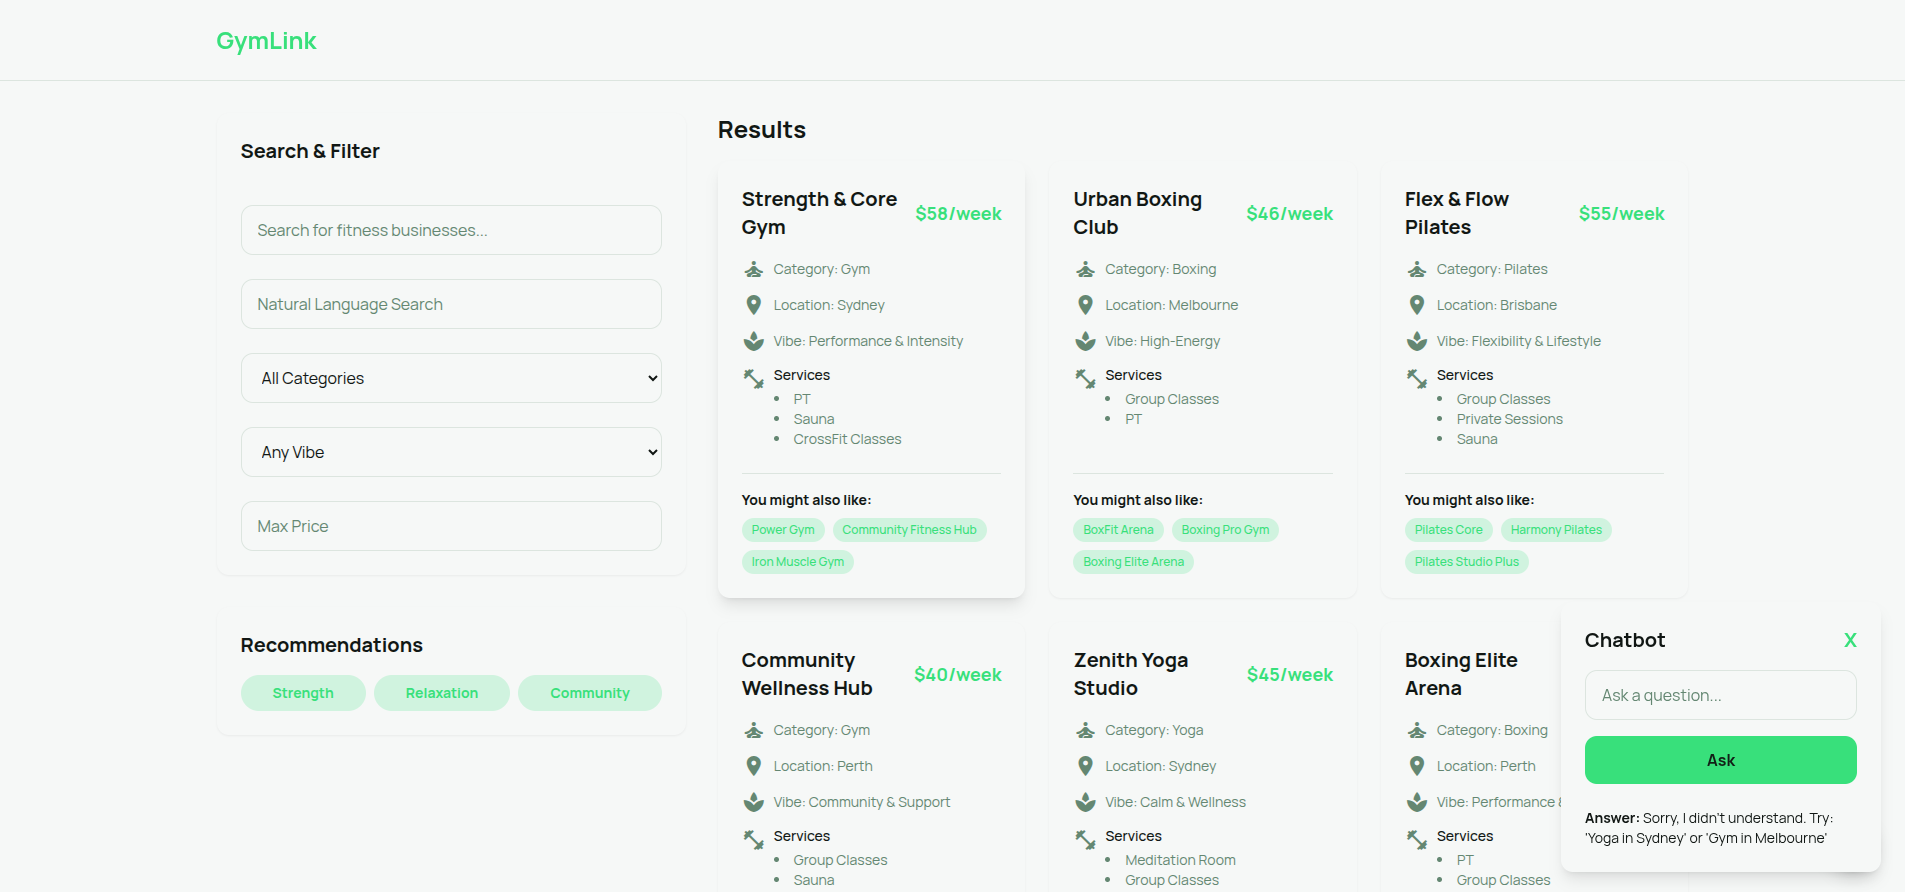 GymLink
Search & Filter
Search for fitness businesses...
Natural Language Search
All Categories
Any Vibe
Max Price
Recommendations
Strength
Relaxation
Community
Results
Strength & Core
Gym
$58/week
Category: Gym
Location: Sydney
Vibe: Performance & Intensity
Services
• PT
• Sauna
• CrossFit Classes
You might also like:
Power Gym
Community Fitness Hub
Iron Muscle Gym
Urban Boxing
Club
$46/week
Category: Boxing
Location: Melbourne
Vibe: High-Energy
Services
• Group Classes
• PT
You might also like:
BoxFit Arena
Boxing Pro Gym
Boxing Elite Arena
Flex & Flow
Pilates
$55/week
Category: Pilates
Location: Brisbane
Vibe: Flexibility & Lifestyle
Services
• Group Classes
• Private Sessions
• Sauna
You might also like:
Pilates Core
Harmony Pilates
Pilates Studio Plus
Community
Wellness Hub
$40/week
Category: Gym
Location: Perth
Vibe: Community & Support
Services
• Group Classes
• Sauna
Zenith Yoga
Studio
$45/week
Category: Yoga
Location: Sydney
Vibe: Calm & Wellness
Services
• Meditation Room
• Group Classes
Boxing Elite
Arena
Category: Boxing
Location: Perth
Vibe: Performance &
Services
• PT
• Group Classes
Chatbot
X
Ask a question...
Ask
Answer: Sorry, I didn't understand. Try:
'Yoga in Sydney' or 'Gym in Melbourne'